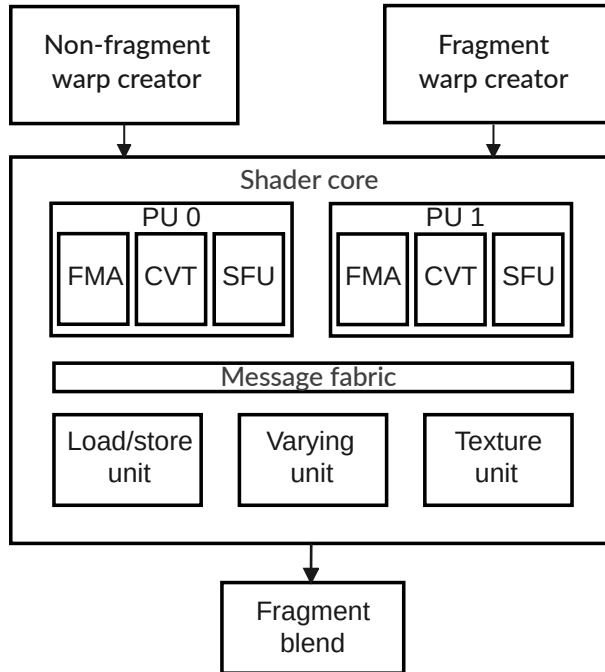 Non-fragment
warp creator
Fragment
warp creator
Shader core
PU 0
FMA CVT SFU
PU 1
FMA CVT SFU
Message fabric
Load/store
unit
Varying
unit
Texture
unit
Fragment
blend